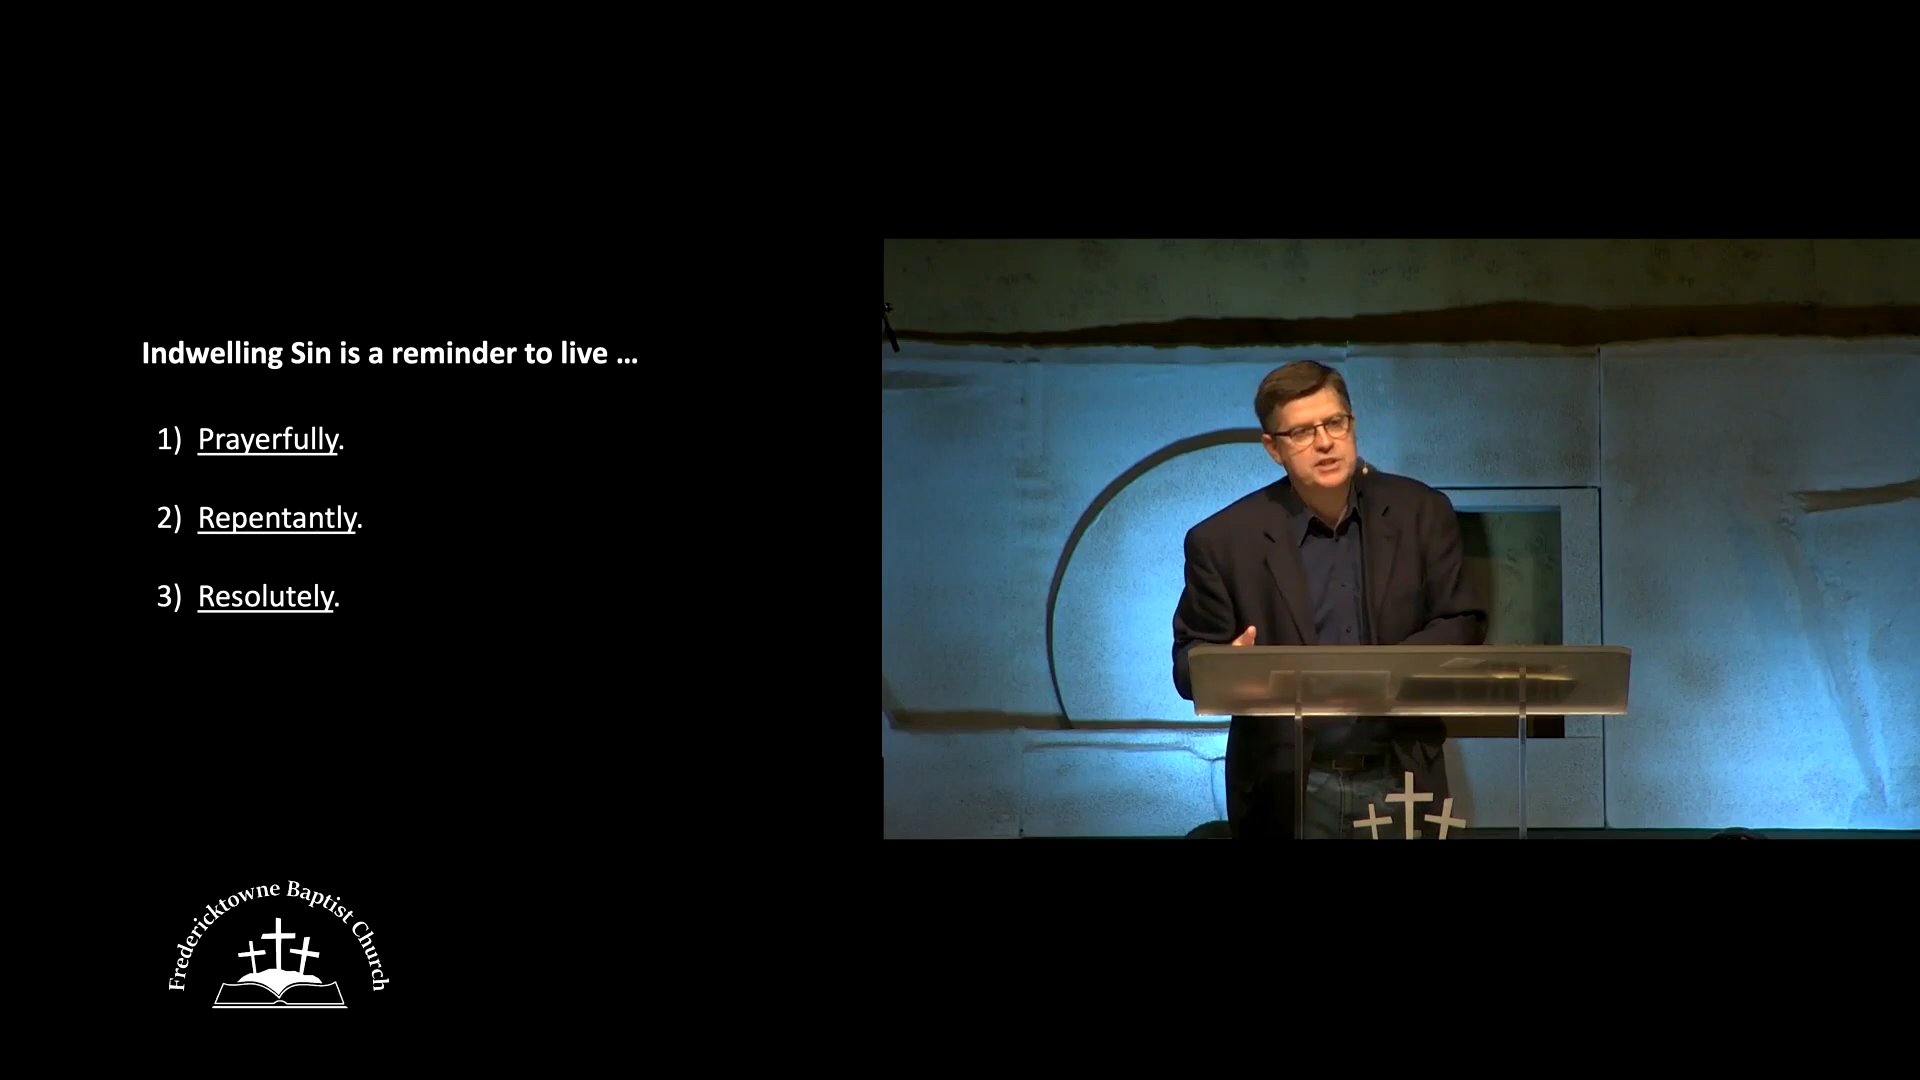 Indwelling Sin is a reminder to live ...
1) Prayerfully.
2) Repentantly.
3) Resolutely.
Fredericktowne Baptist Church